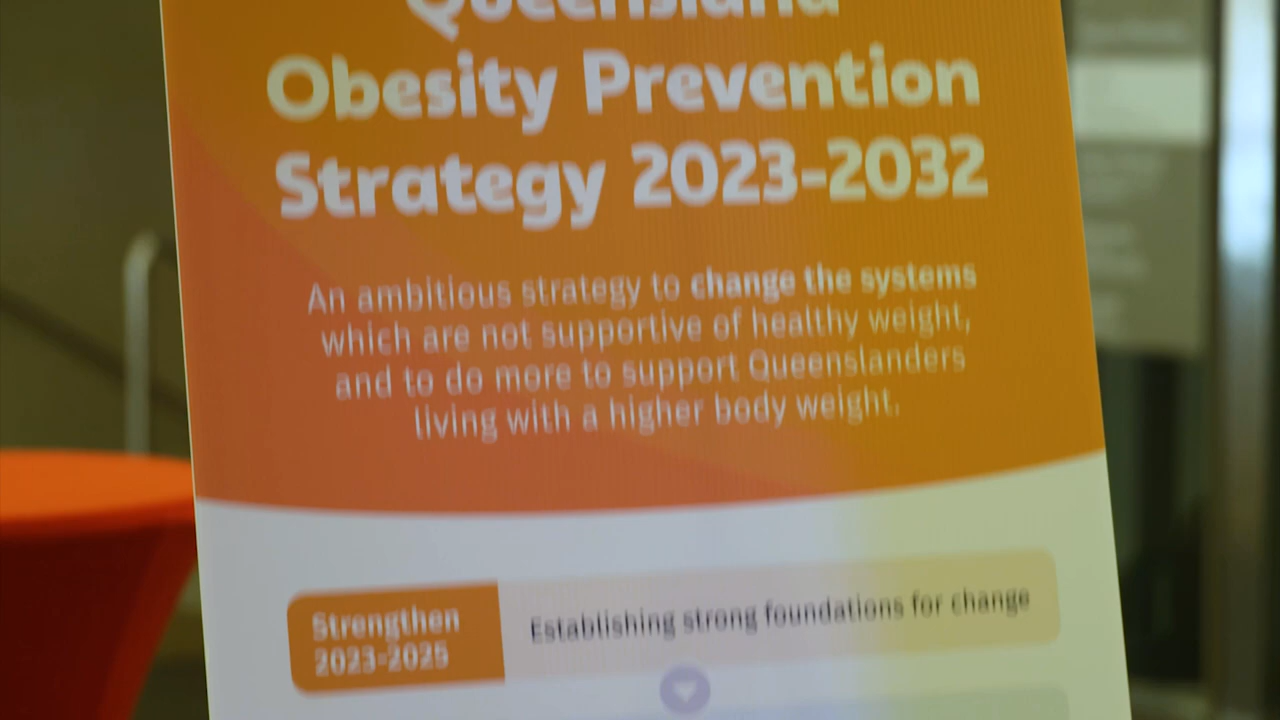 Queensland
Obesity Prevention
Strategy 2023-2032
An ambitious strategy to change the systems
which are not supportive of healthy weight,
and to do more to support Queenslanders
living with a higher body weight.
Strengthen
2023-2025
Establishing strong foundations for change